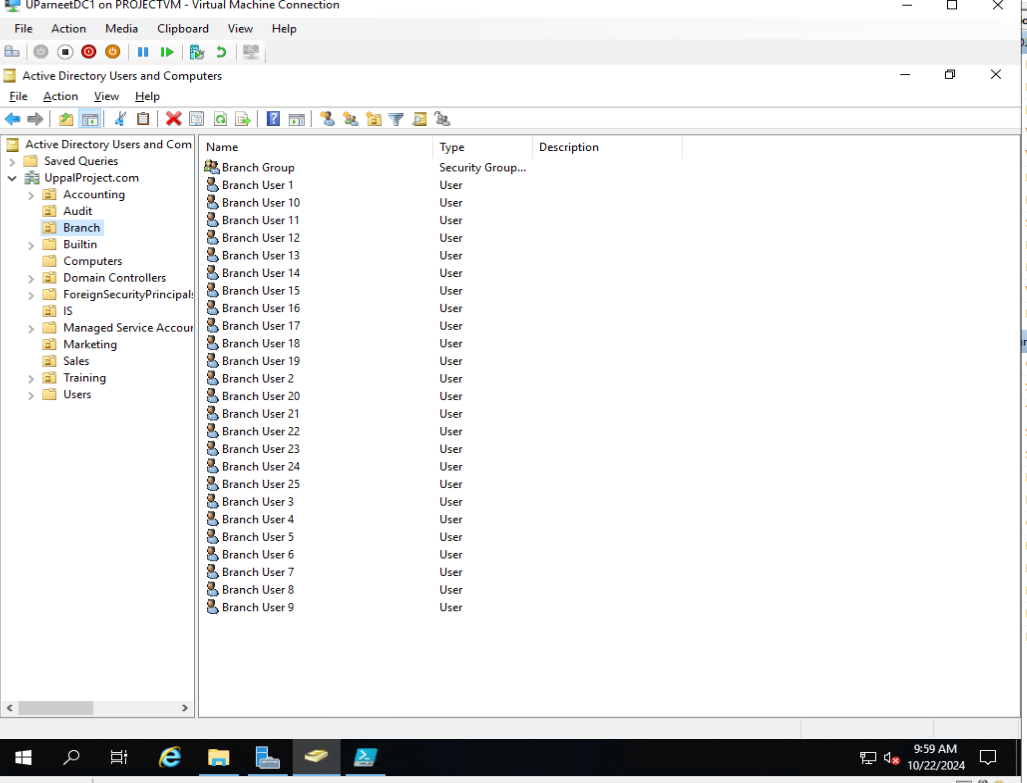 UParneetDC1 on PROJECTVM - Virtual Machine Connection
File Action Media Clipboard View Help
Active Directory Users and Computers
File Action View Help
Active Directory Users and Com
Saved Queries
UppalProject.com
Accounting
Audit
Branch
Builtin
Computers
Domain Controllers
ForeignSecurityPrincipals
IS
Managed Service Accour
Marketing
Sales
Training
Users
Name Type Description
Branch Group Security Group...
Branch User 1 User
Branch User 10 User
Branch User 11 User
Branch User 12 User
Branch User 13 User
Branch User 14 User
Branch User 15 User
Branch User 16 User
Branch User 17 User
Branch User 18 User
Branch User 19 User
Branch User 2 User
Branch User 20 User
Branch User 21 User
Branch User 22 User
Branch User 23 User
Branch User 24 User
Branch User 25 User
Branch User 3 User
Branch User 4 User
Branch User 5 User
Branch User 6 User
Branch User 7 User
Branch User 8 User
Branch User 9 User
9:59 AM
10/22/2024